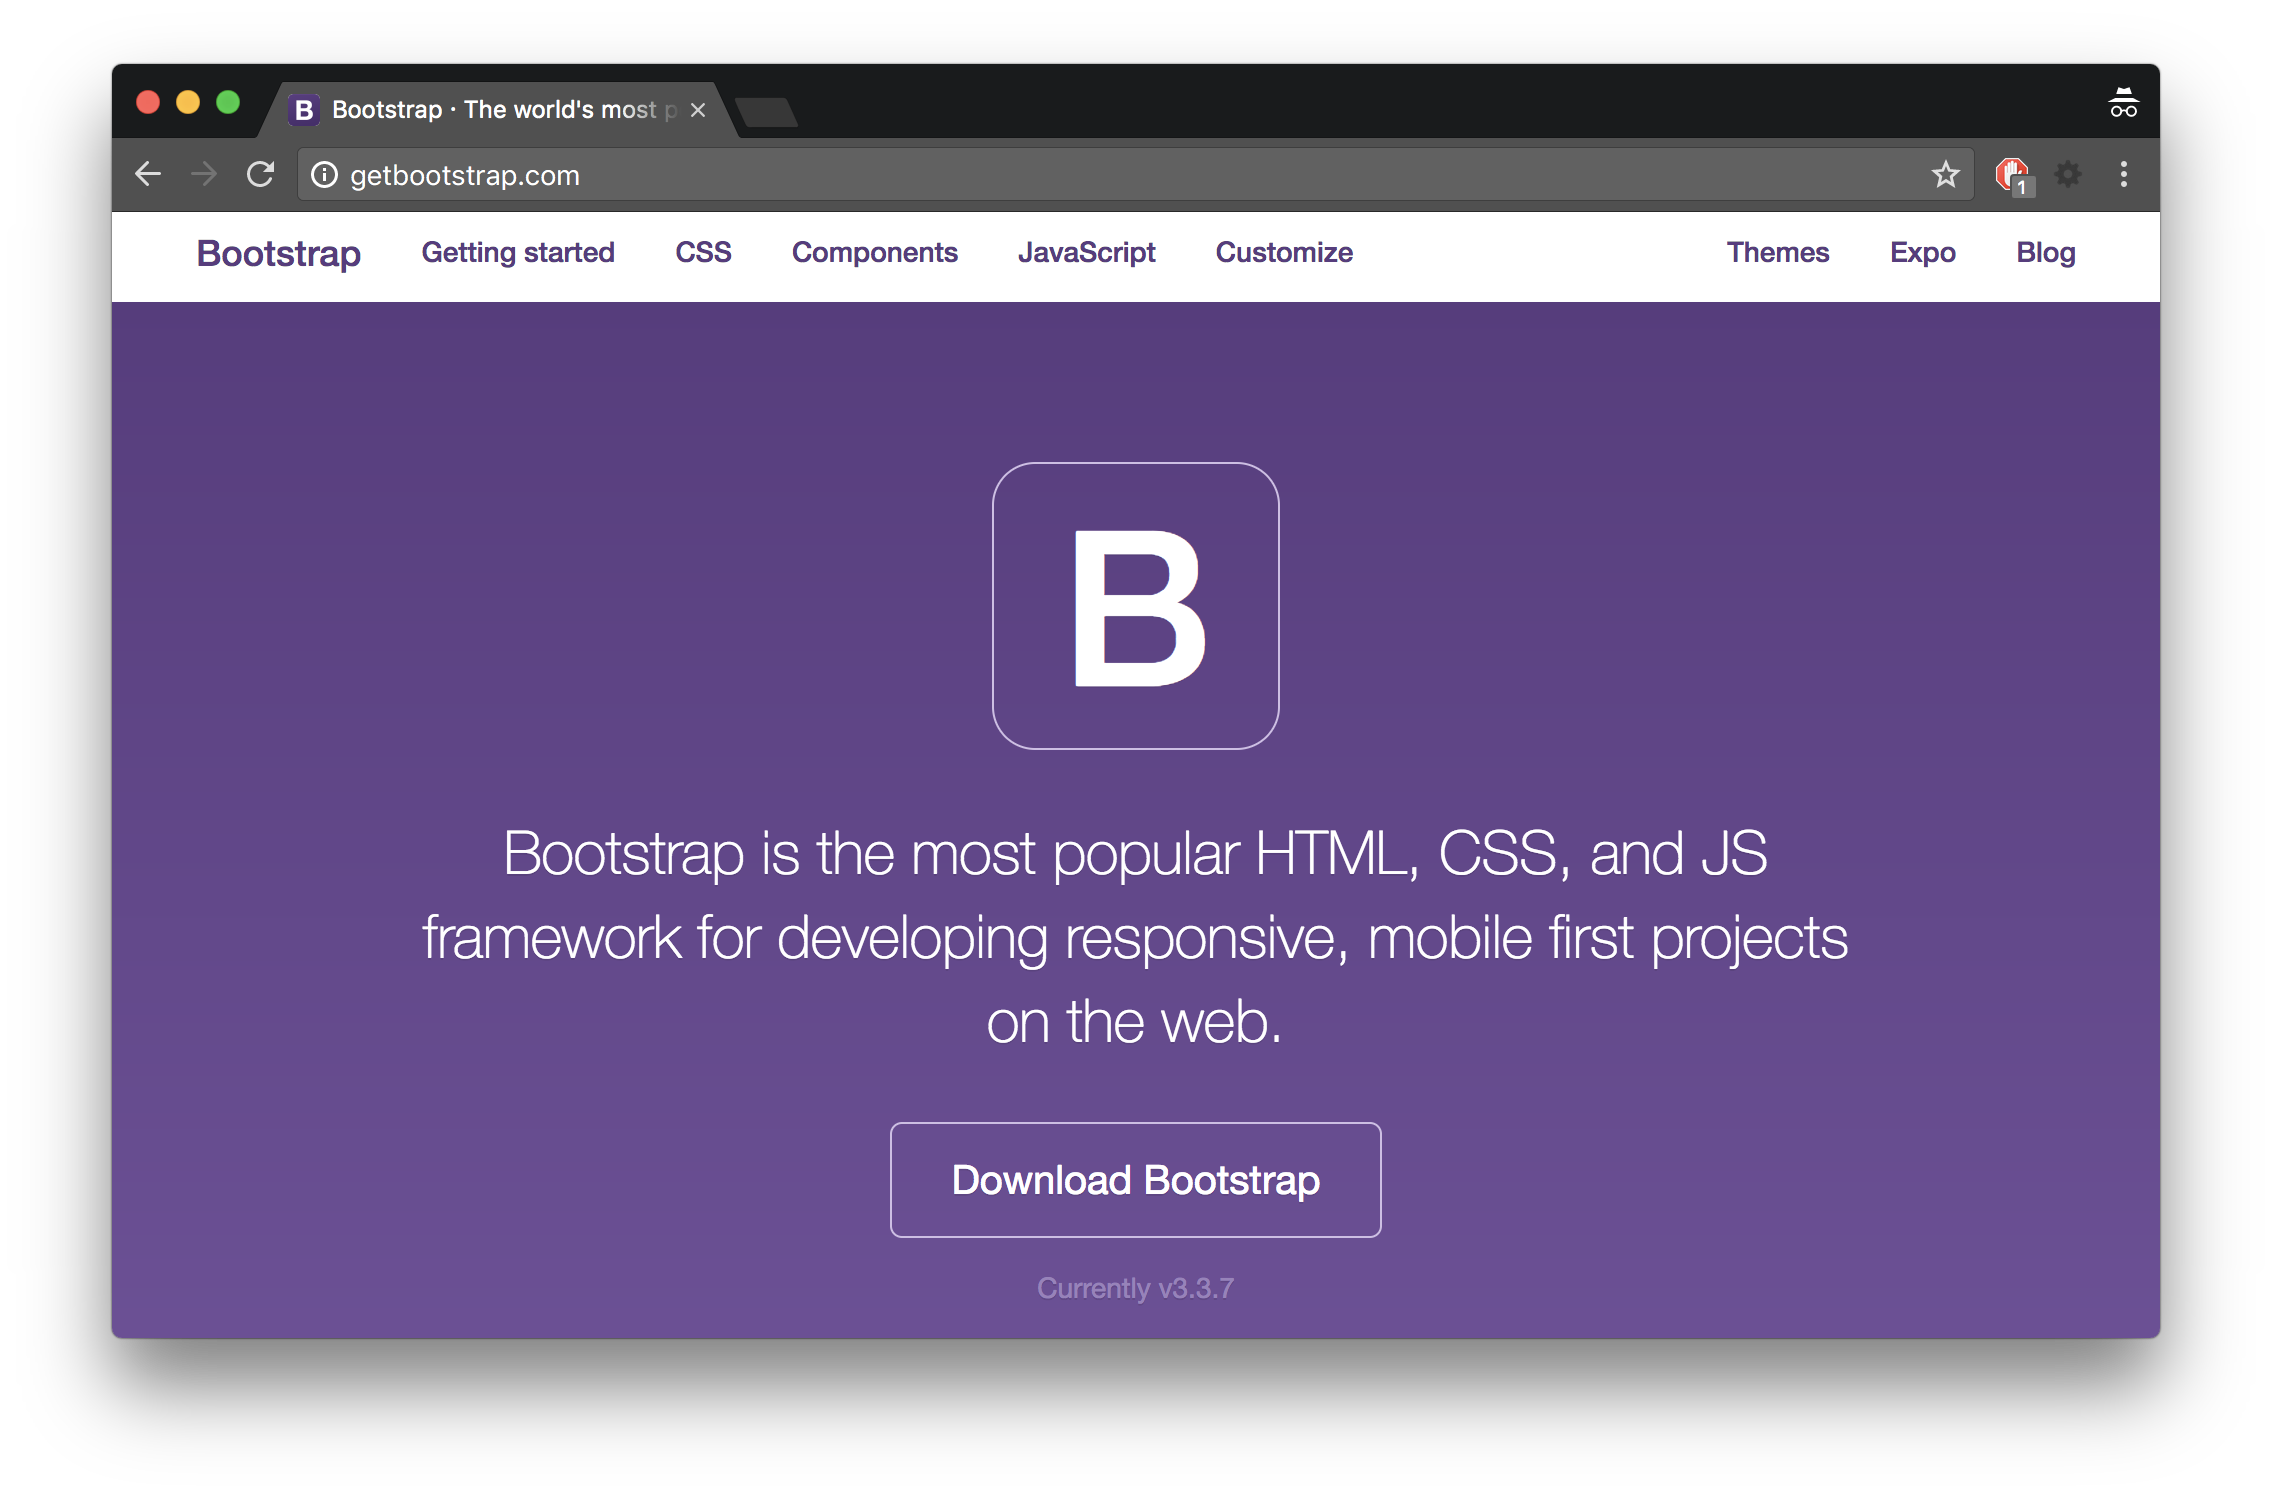 B Bootstrap · The world's most p
getbootstrap.com
1
Bootstrap Getting started CSS Components JavaScript Customize Themes Expo Blog
B
Bootstrap is the most popular HTML, CSS, and JS
framework for developing responsive, mobile first projects
on the web.
Download Bootstrap
Currently v3.3.7